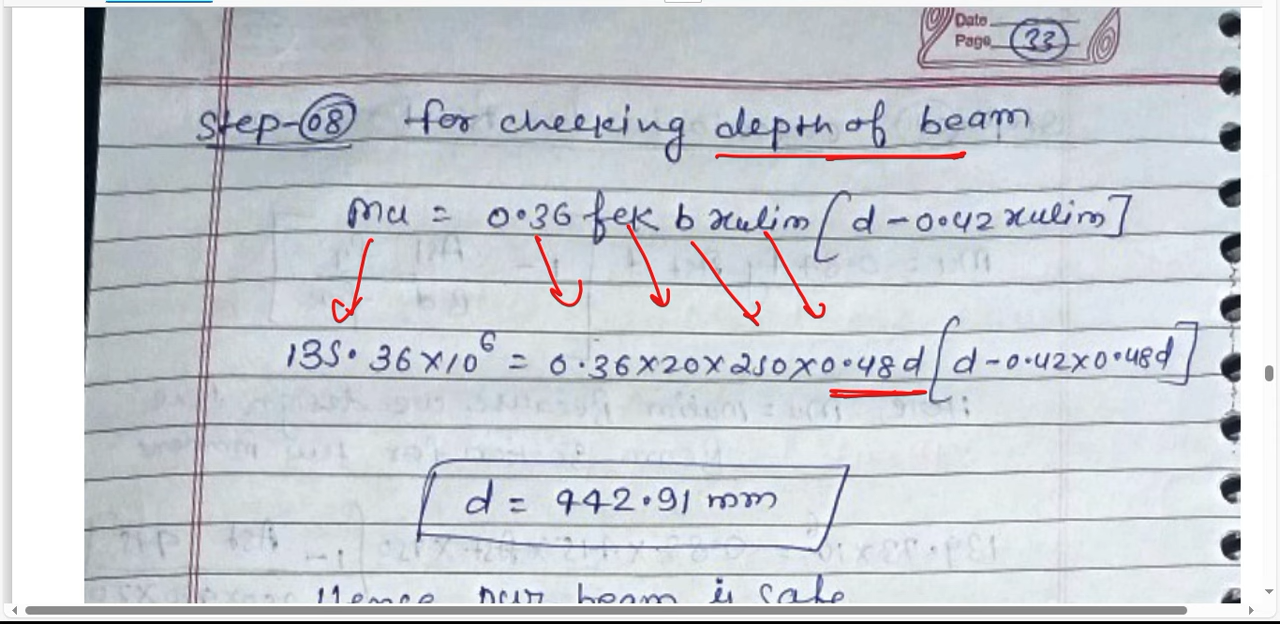 Date
Page 33
Step-08 for checking depth of beam
Mu = 0.36 fck b xulim [d - 0.42 xulim]
135.36 × 10⁶ = 0.36×20×250×0.48d [d-0.42×0.48d]
d = 442.91 mm
Hence our beam is safe